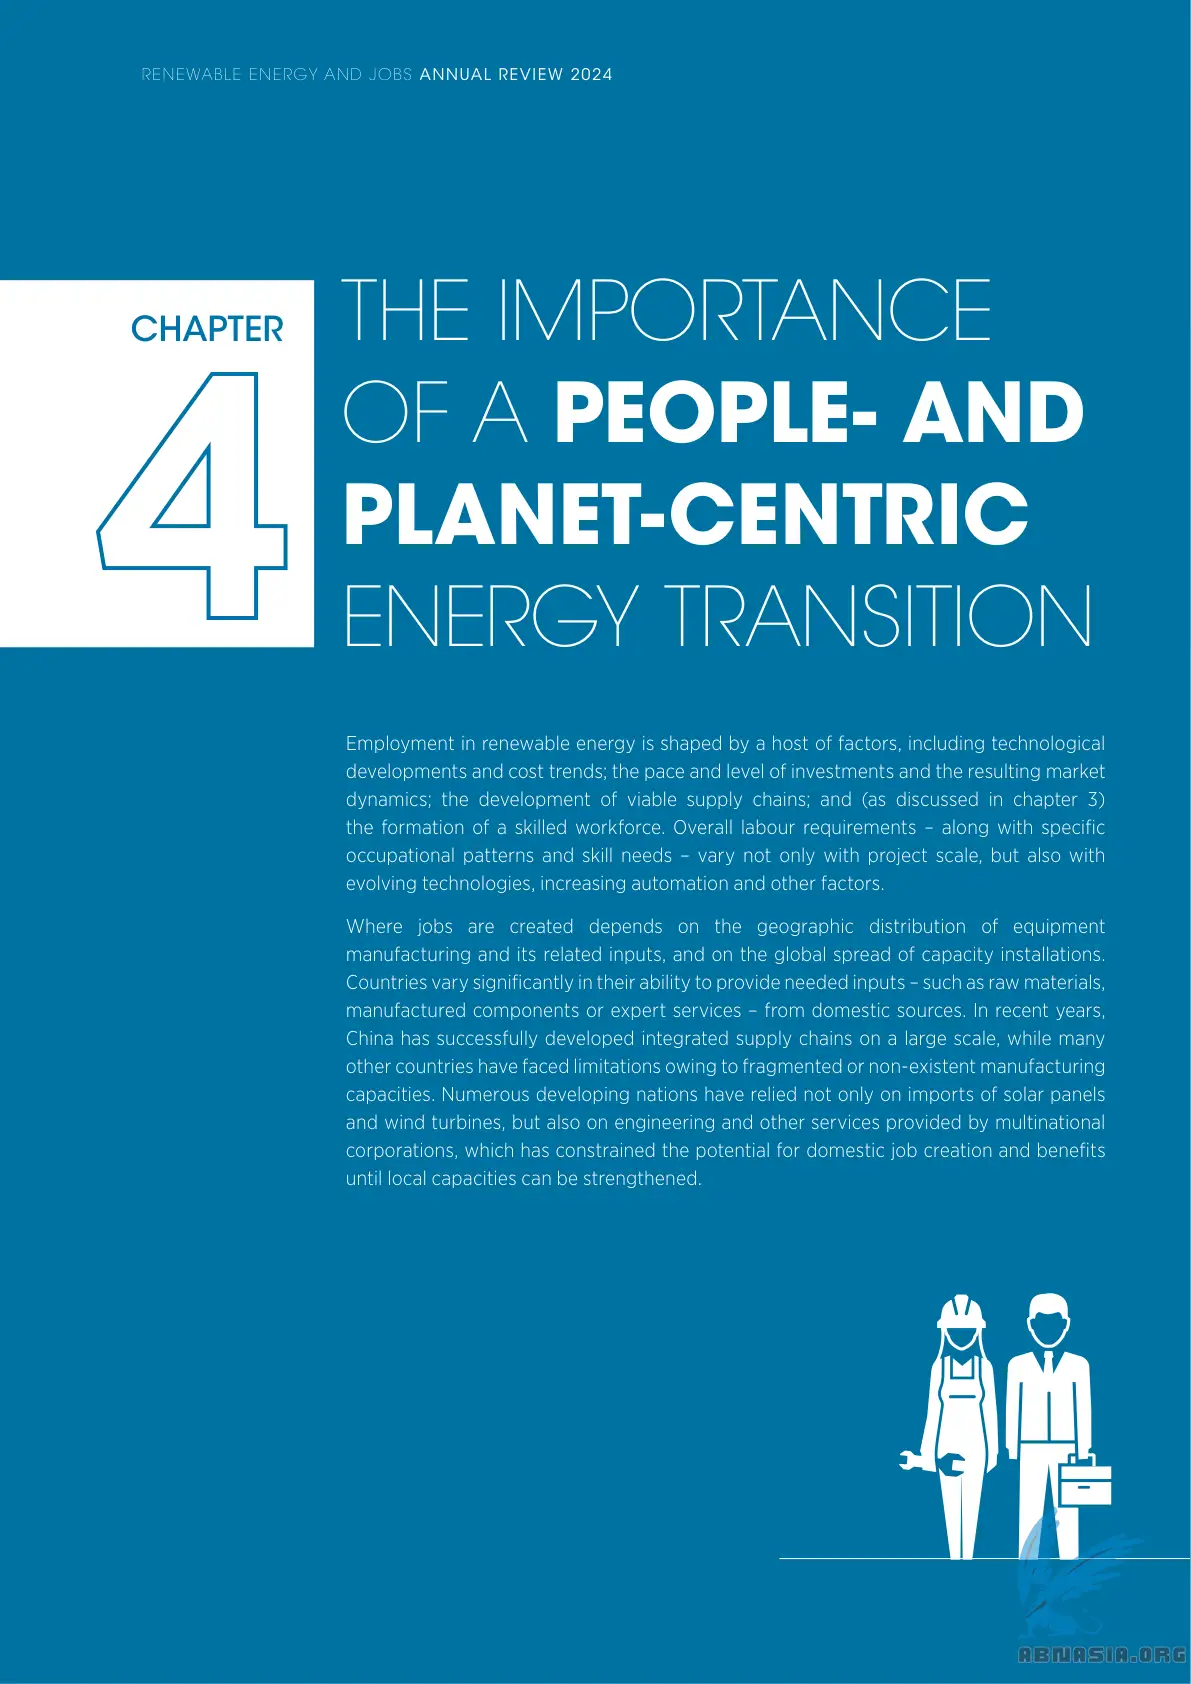 RENEWABLE ENERGY AND JOBS ANNUAL REVIEW 2024
CHAPTER
4
THE IMPORTANCE
OF A PEOPLE- AND
PLANET-CENTRIC
ENERGY TRANSITION
Employment in renewable energy is shaped by a host of factors, including technological
developments and cost trends; the pace and level of investments and the resulting market
dynamics; the development of viable supply chains; and (as discussed in chapter 3)
the formation of a skilled workforce. Overall labour requirements – along with specific
occupational patterns and skill needs – vary not only with project scale, but also with
evolving technologies, increasing automation and other factors.
Where jobs are created depends on the geographic distribution of equipment
manufacturing and its related inputs, and on the global spread of capacity installations.
Countries vary significantly in their ability to provide needed inputs – such as raw materials,
manufactured components or expert services – from domestic sources. In recent years,
China has successfully developed integrated supply chains on a large scale, while many
other countries have faced limitations owing to fragmented or non-existent manufacturing
capacities. Numerous developing nations have relied not only on imports of solar panels
and wind turbines, but also on engineering and other services provided by multinational
corporations, which has constrained the potential for domestic job creation and benefits
until local capacities can be strengthened.
ABNASIA.ORG